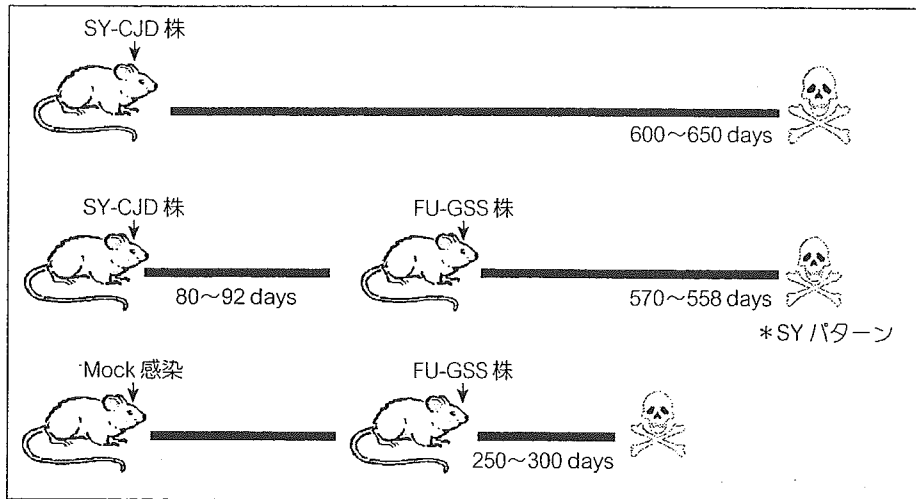 SY-CJD 株
600〜650 days
SY-CJD 株 FU-GSS 株
80〜92 days 570〜558 days
*SY パターン
Mock 感染 FU-GSS 株
250〜300 days